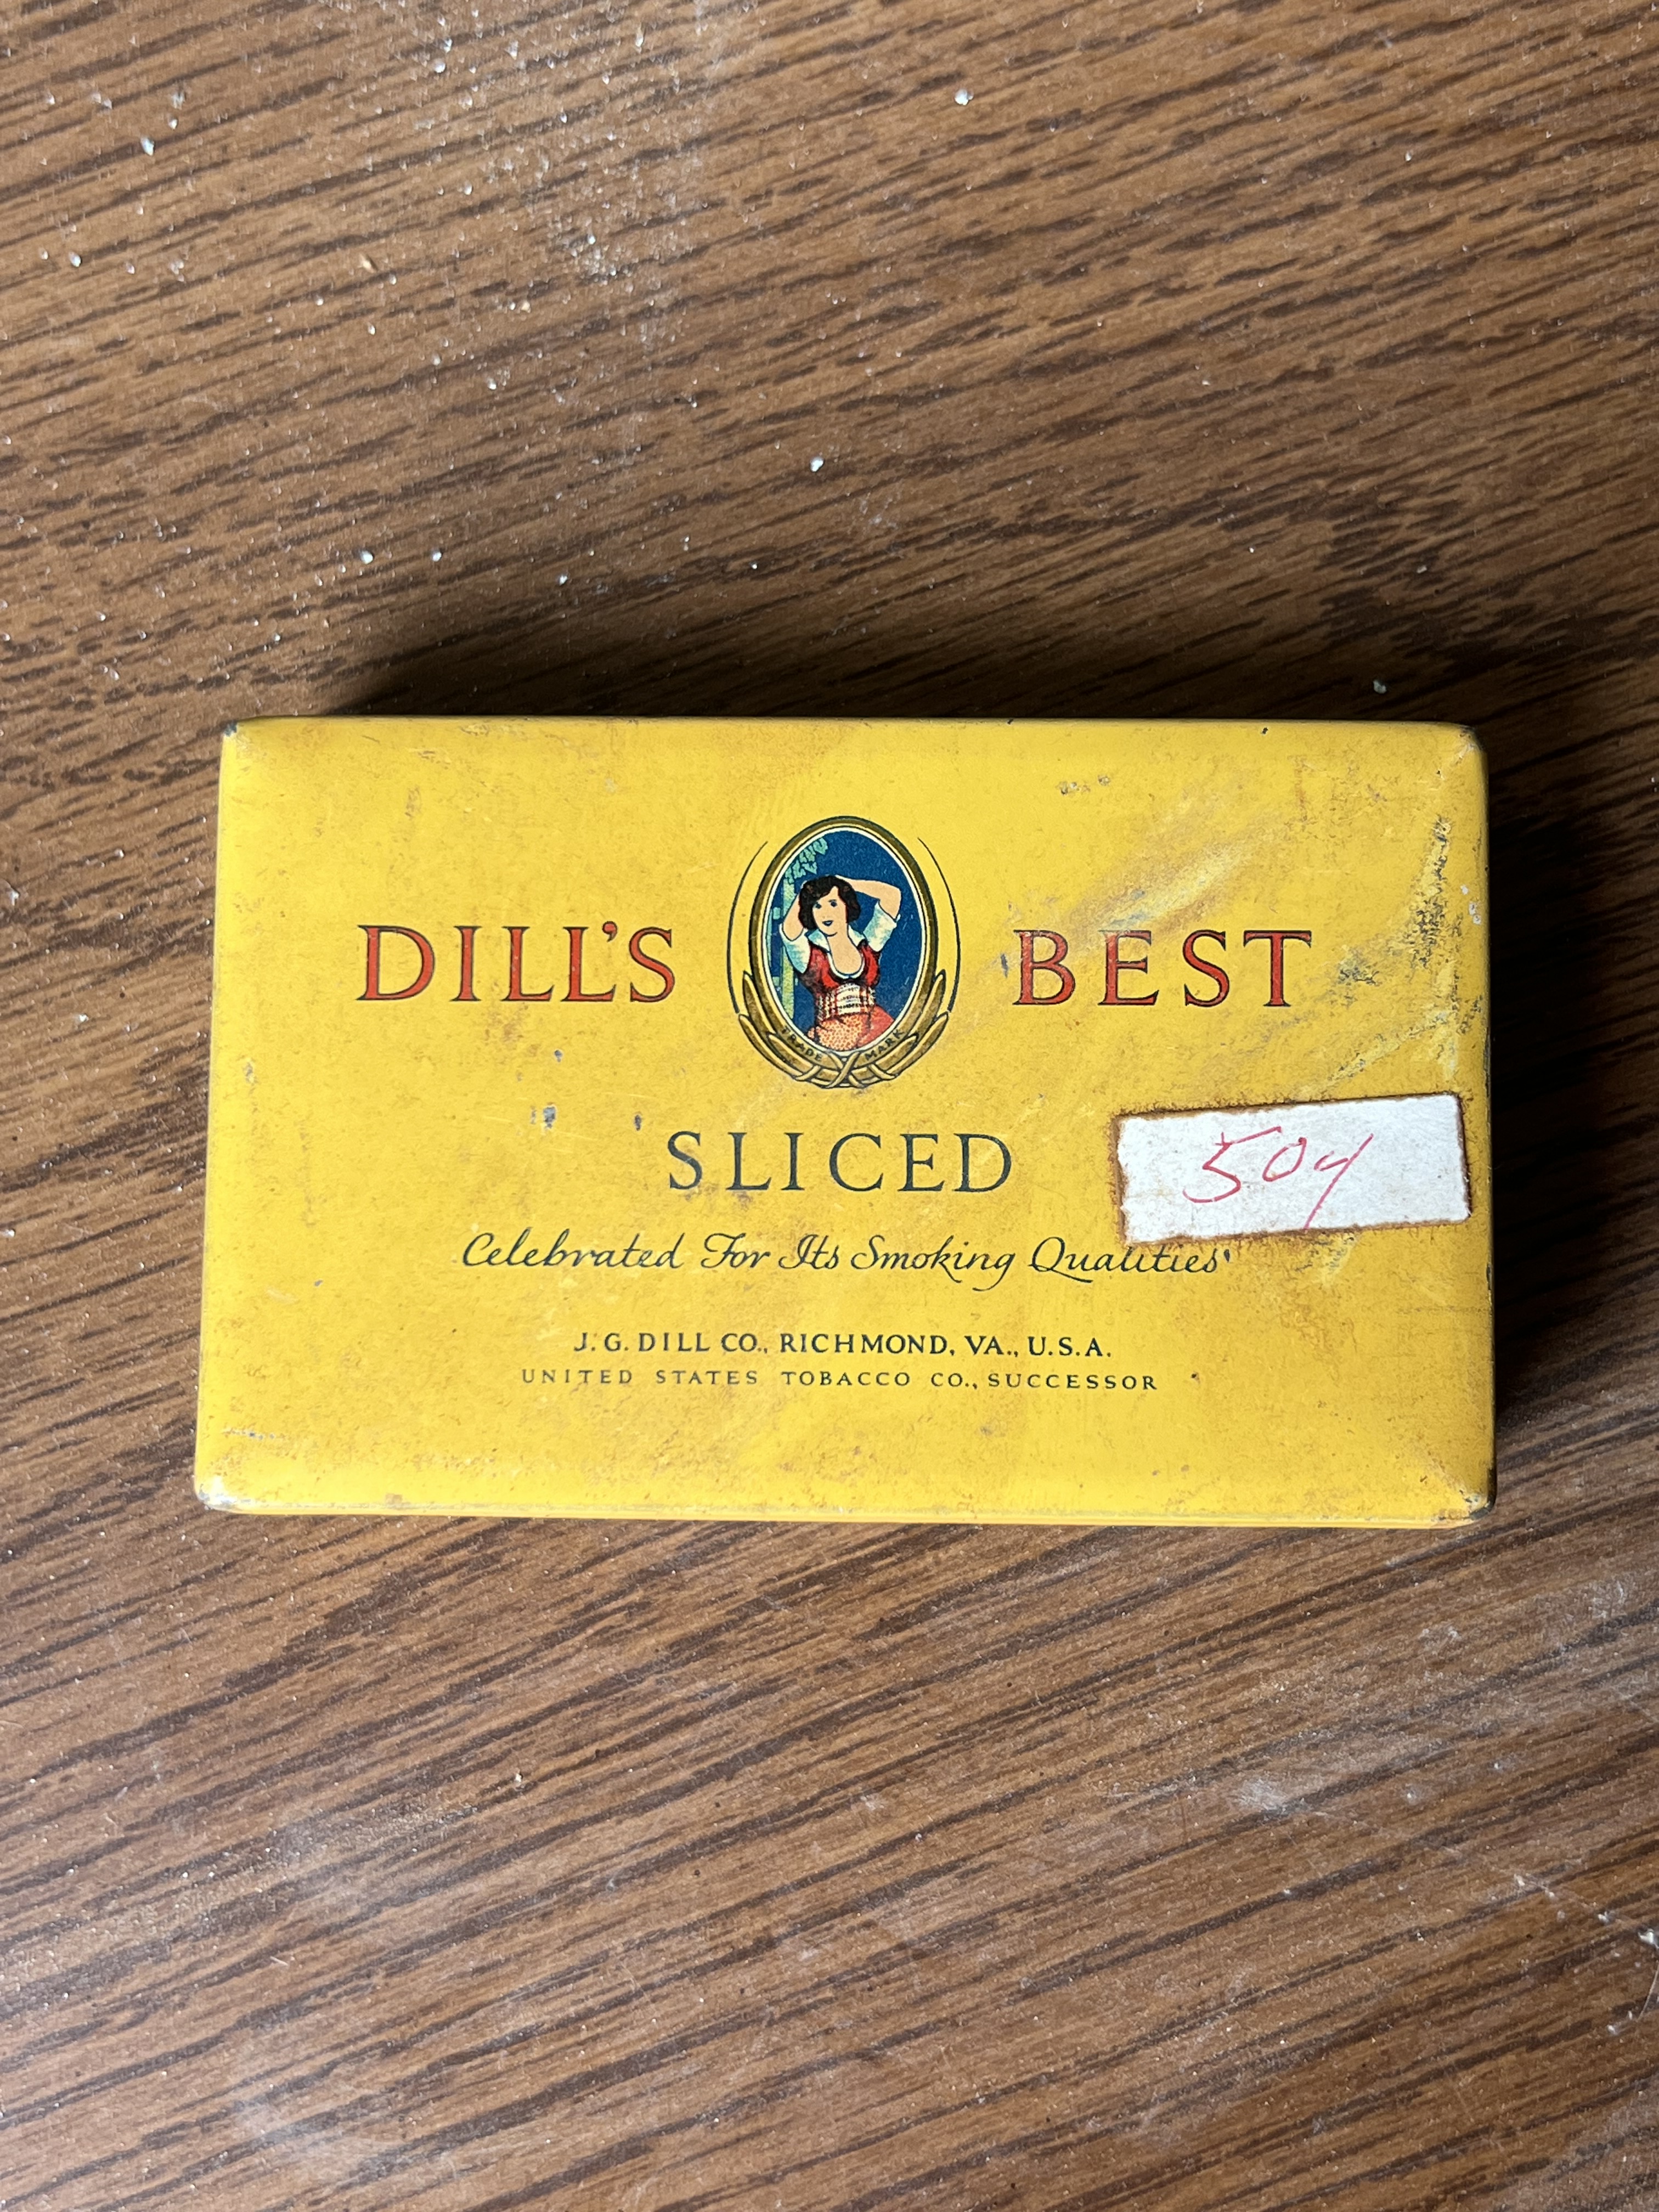 DILL'S BEST
TRADE MARK
SLICED
50¢
Celebrated For Its Smoking Qualities
J. G. DILL CO., RICHMOND, VA., U.S.A.
UNITED STATES TOBACCO CO., SUCCESSOR